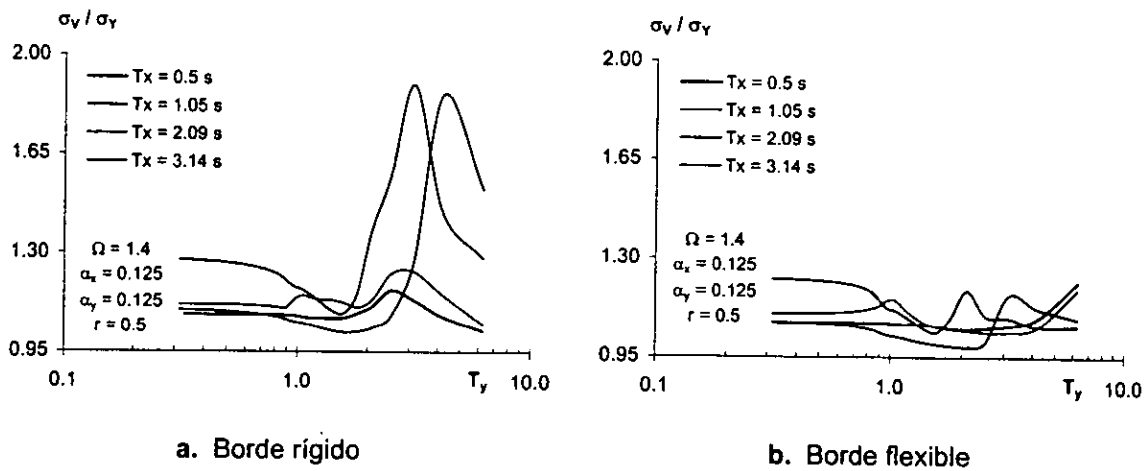 σV / σY
2.00
1.65
1.30
0.95
Tx = 0.5 s
Tx = 1.05 s
Tx = 2.09 s
Tx = 3.14 s
Ω = 1.4
αx = 0.125
αy = 0.125
r = 0.5
0.1
1.0
Ty
10.0
a. Borde rígido
σV / σY
2.00
1.65
1.30
0.95
Tx = 0.5 s
Tx = 1.05 s
Tx = 2.09 s
Tx = 3.14 s
Ω = 1.4
αx = 0.125
αy = 0.125
r = 0.5
0.1
1.0
Ty
10.0
b. Borde flexible